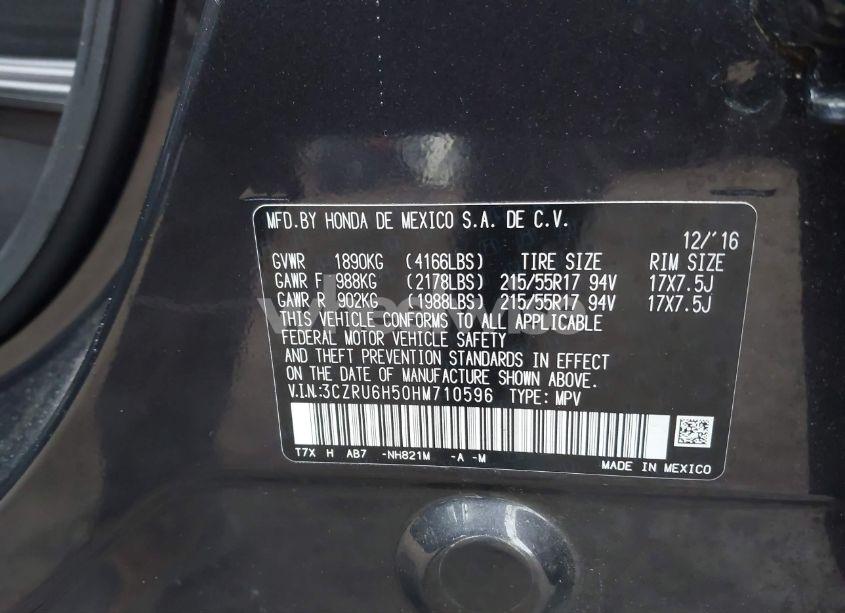 MFD.BY HONDA DE MEXICO S.A. DE C.V.
12/'16
GVWR 1890KG (4166LBS) TIRE SIZE RIM SIZE
GAWR F 988KG (2178LBS) 215/55R17 94V 17X7.5J
GAWR R 902KG (1988LBS) 215/55R17 94V 17X7.5J
THIS VEHICLE CONFORMS TO ALL APPLICABLE
FEDERAL MOTOR VEHICLE SAFETY
AND THEFT PREVENTION STANDARDS IN EFFECT
ON THE DATE OF MANUFACTURE SHOWN ABOVE.
V.I.N:3CZRU6H50HM710596 TYPE: MPV
T7X H AB7 -NH821M -A -M
MADE IN MEXICO